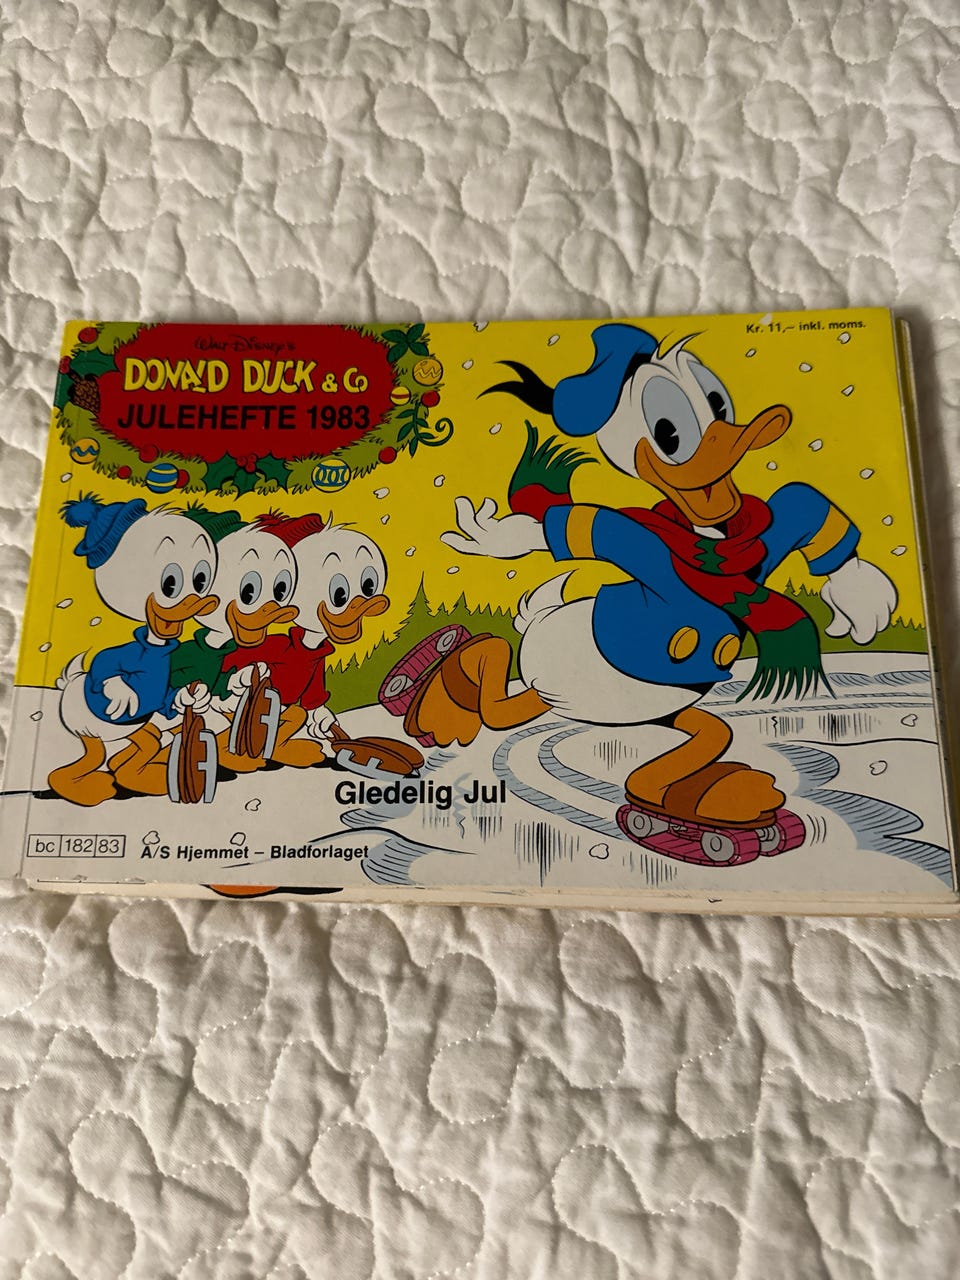 Kr. 11,– inkl. moms.
Walt Disney's
DONALD DUCK & Co
JULEHEFTE 1983
Gledelig Jul
bc 182 83
A/S Hjemmet – Bladforlaget